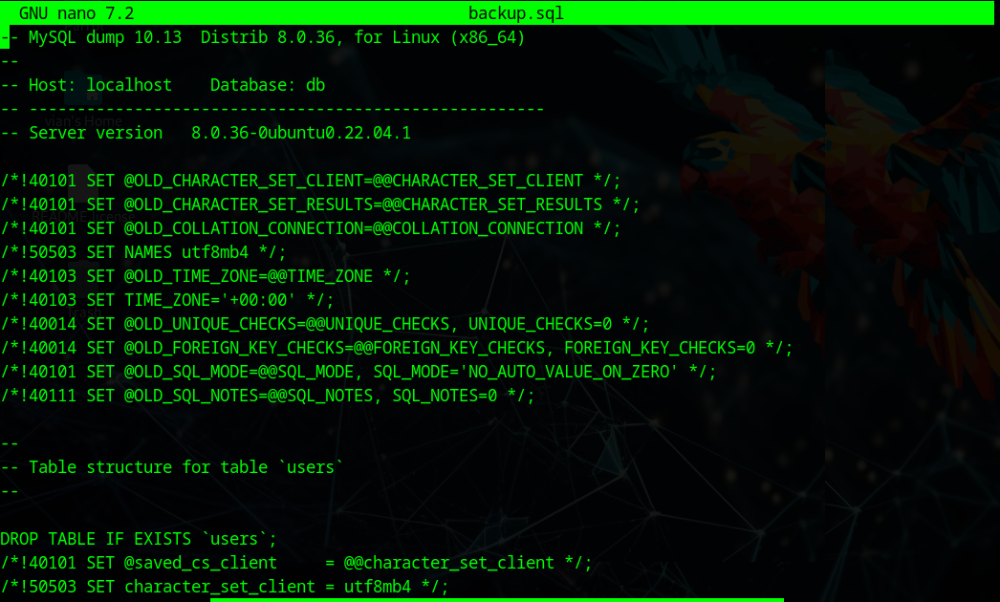 GNU nano 7.2 backup.sql
-- MySQL dump 10.13  Distrib 8.0.36, for Linux (x86_64)
--
-- Host: localhost    Database: db
-- ------------------------------------------------------
-- Server version   8.0.36-0ubuntu0.22.04.1

/*!40101 SET @OLD_CHARACTER_SET_CLIENT=@@CHARACTER_SET_CLIENT */;
/*!40101 SET @OLD_CHARACTER_SET_RESULTS=@@CHARACTER_SET_RESULTS */;
/*!40101 SET @OLD_COLLATION_CONNECTION=@@COLLATION_CONNECTION */;
/*!50503 SET NAMES utf8mb4 */;
/*!40103 SET @OLD_TIME_ZONE=@@TIME_ZONE */;
/*!40103 SET TIME_ZONE='+00:00' */;
/*!40014 SET @OLD_UNIQUE_CHECKS=@@UNIQUE_CHECKS, UNIQUE_CHECKS=0 */;
/*!40014 SET @OLD_FOREIGN_KEY_CHECKS=@@FOREIGN_KEY_CHECKS, FOREIGN_KEY_CHECKS=0 */;
/*!40101 SET @OLD_SQL_MODE=@@SQL_MODE, SQL_MODE='NO_AUTO_VALUE_ON_ZERO' */;
/*!40111 SET @OLD_SQL_NOTES=@@SQL_NOTES, SQL_NOTES=0 */;

--
-- Table structure for table `users`
--

DROP TABLE IF EXISTS `users`;
/*!40101 SET @saved_cs_client     = @@character_set_client */;
/*!50503 SET character_set_client = utf8mb4 */;